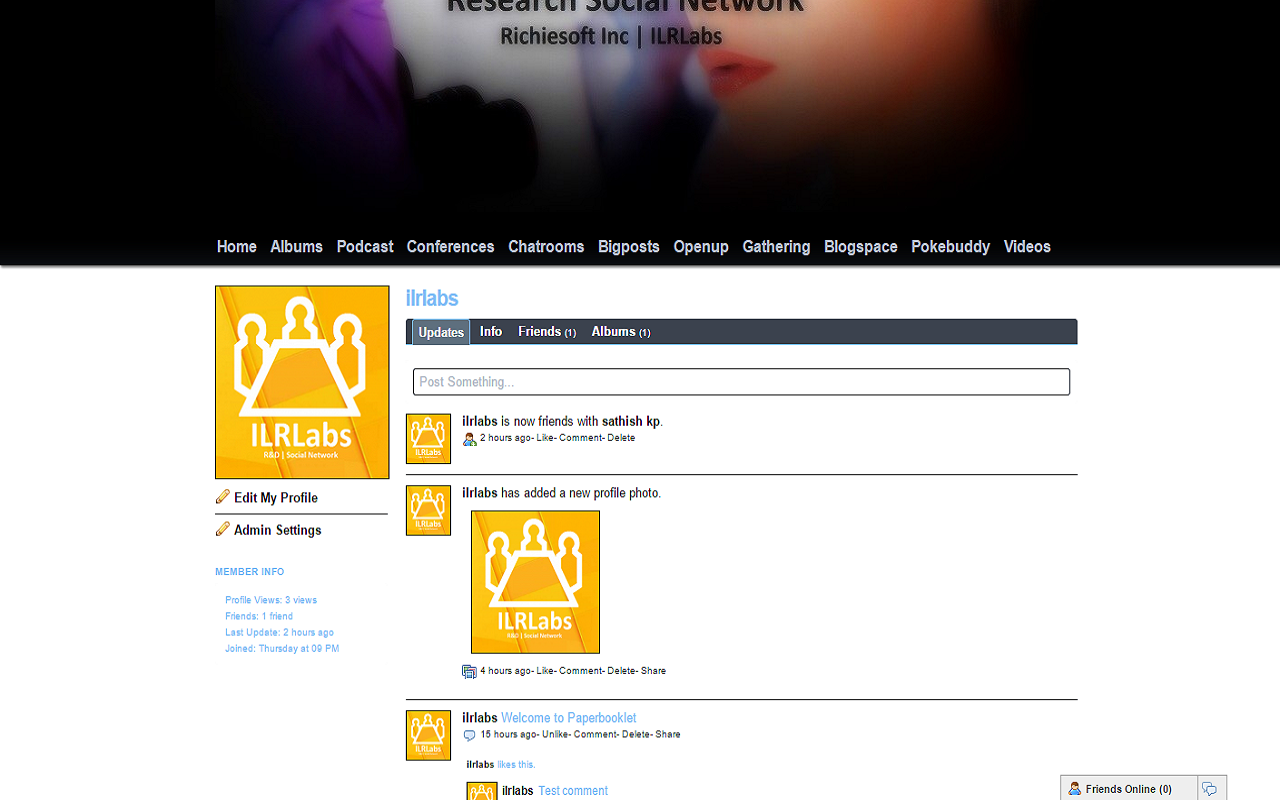 Research Social Network
Richiesoft Inc | ILRLabs
Home Albums Podcast Conferences Chatrooms Bigposts Openup Gathering Blogspace Pokebuddy Videos
ILRLabs
R&D | Social Network
Edit My Profile
Admin Settings
MEMBER INFO
Profile Views: 3 views
Friends: 1 friend
Last Update: 2 hours ago
Joined: Thursday at 09 PM
ilrlabs
Updates Info Friends (1) Albums (1)
Post Something...
ILRLabs
ilrlabs is now friends with sathish kp.
2 hours ago- Like- Comment- Delete
ILRLabs
ilrlabs has added a new profile photo.
ILRLabs
R&D | Social Network
4 hours ago- Like- Comment- Delete- Share
ILRLabs
ilrlabs Welcome to Paperbooklet
15 hours ago- Unlike- Comment- Delete- Share
ilrlabs likes this.
ilrlabs Test comment
Friends Online (0)